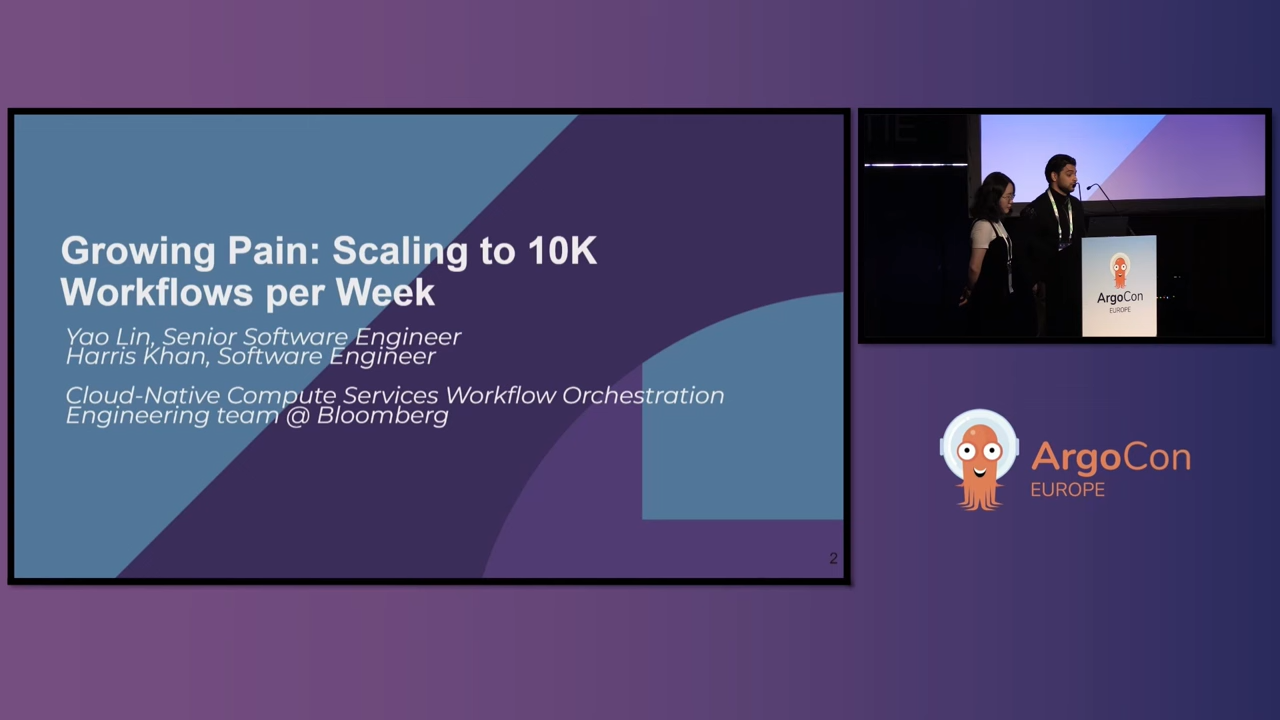 Growing Pain: Scaling to 10K
Workflows per Week
Yao Lin, Senior Software Engineer
Harris Khan, Software Engineer
Cloud-Native Compute Services Workflow Orchestration
Engineering team @ Bloomberg
2
ArgoCon
EUROPE
ArgoCon
EUROPE